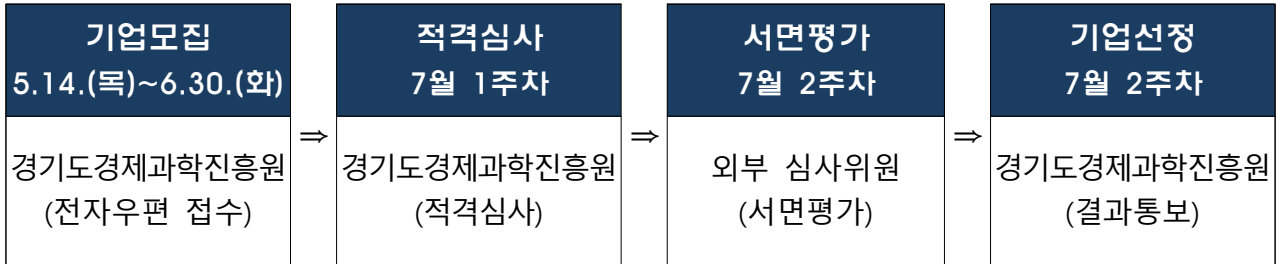 기업모집
5.14.(목)~6.30.(화)
경기도경제과학진흥원
(전자우편 접수)
⇒
적격심사
7월 1주차
경기도경제과학진흥원
(적격심사)
⇒
서면평가
7월 2주차
외부 심사위원
(서면평가)
⇒
기업선정
7월 2주차
경기도경제과학진흥원
(결과통보)